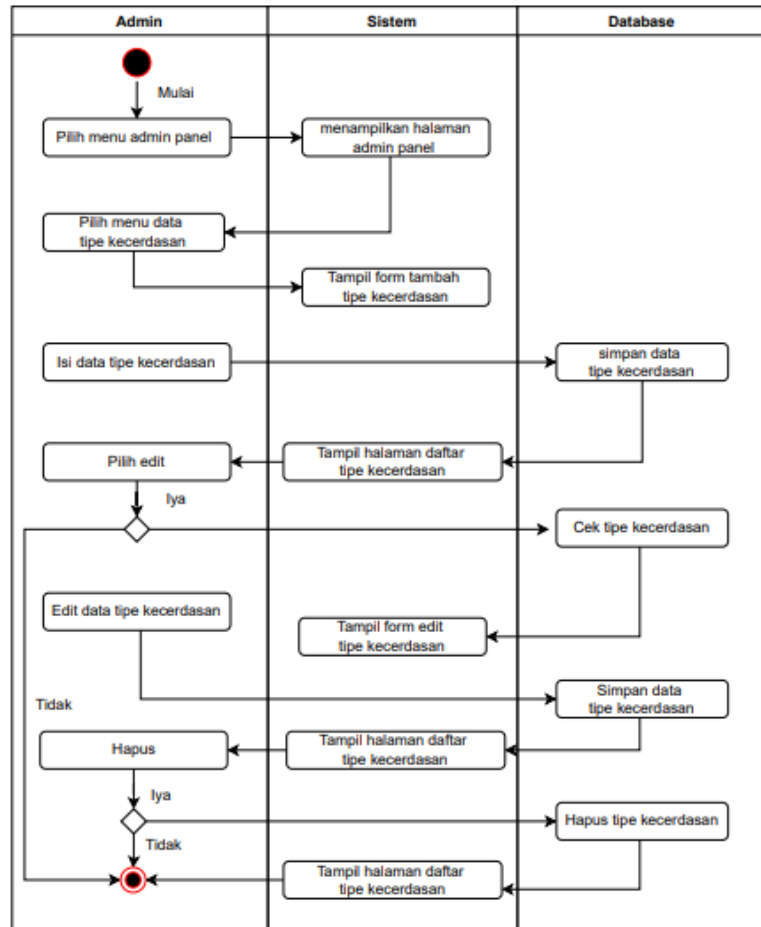 Admin
Sistem
Database
Mulai
Pilih menu admin panel
menampilkan halaman
admin panel
Pilih menu data
tipe kecerdasan
Tampil form tambah
tipe kecerdasan
Isi data tipe kecerdasan
simpan data
tipe kecerdasan
Pilih edit
Tampil halaman daftar
tipe kecerdasan
Iya
Cek tipe kecerdasan
Edit data tipe kecerdasan
Tampil form edit
tipe kecerdasan
Simpan data
tipe kecerdasan
Tidak
Hapus
Tampil halaman daftar
tipe kecerdasan
Iya
Hapus tipe kecerdasan
Tidak
Tampil halaman daftar
tipe kecerdasan